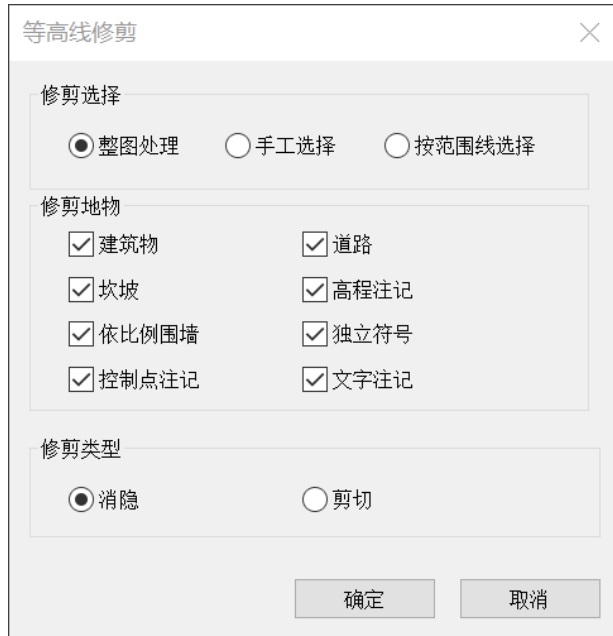 等高线修剪
修剪选择
整图处理 手工选择 按范围线选择
修剪地物
建筑物 道路
坎坡 高程注记
依比例围墙 独立符号
控制点注记 文字注记
修剪类型
消隐 剪切
确定 取消